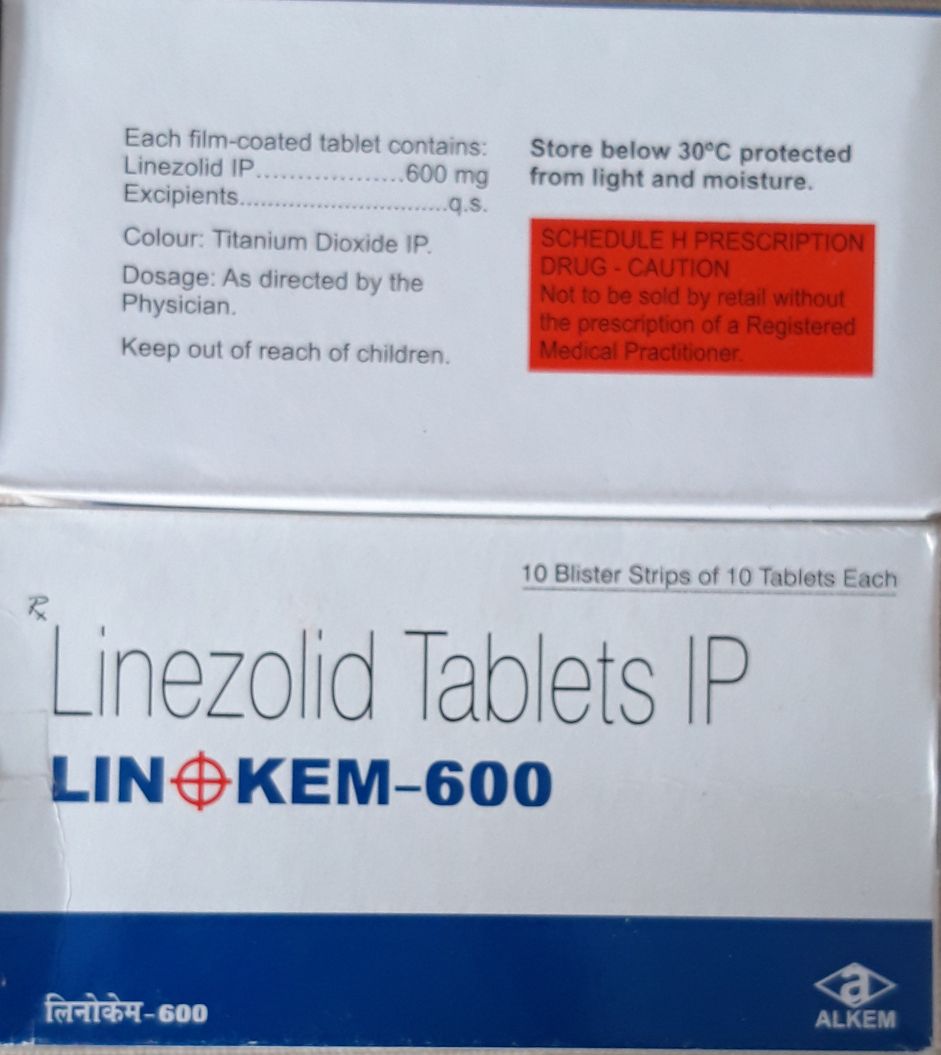 Each film-coated tablet contains:
Linezolid IP..................600 mg
Excipients..............................q.s.
Colour: Titanium Dioxide IP.
Dosage: As directed by the
Physician.
Keep out of reach of children.
Store below 30°C protected
from light and moisture.
SCHEDULE H PRESCRIPTION
DRUG - CAUTION
Not to be sold by retail without
the prescription of a Registered
Medical Practitioner.
10 Blister Strips of 10 Tablets Each
Rx
Linezolid Tablets IP
LINOKEM-600
लिनोकेम-600
a
ALKEM